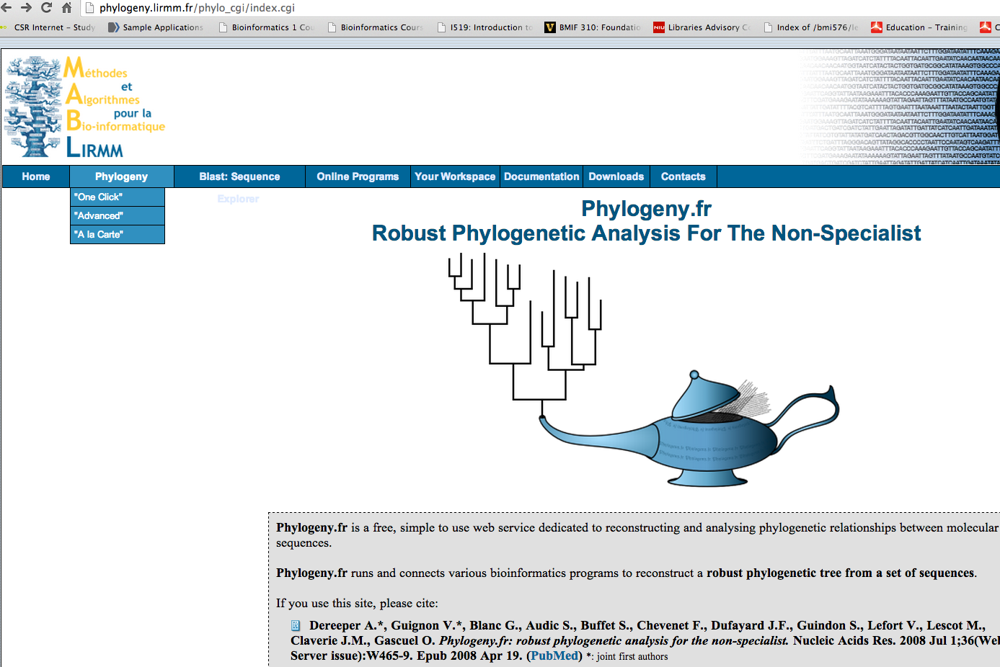 phylogeny.lirmm.fr/phylo_cgi/index.cgi
CSR Internet – Study
Sample Applications
Bioinformatics 1 Cou
Bioinformatics Cours
I519: Introduction to
BMIF 310: Foundatio
NIU Libraries Advisory Co
Index of /bmi576/le
Education – Training
Méthodes
et
Algorithmes
pour la
Bio-informatique
LIRMM
Home
Phylogeny
Blast: Sequence
Explorer
Online Programs
Your Workspace
Documentation
Downloads
Contacts
"One Click"
"Advanced"
"A la Carte"
Phylogeny.fr
Robust Phylogenetic Analysis For The Non-Specialist
Phylogeny.fr is a free, simple to use web service dedicated to reconstructing and analysing phylogenetic relationships between molecular
sequences.
Phylogeny.fr runs and connects various bioinformatics programs to reconstruct a robust phylogenetic tree from a set of sequences.
If you use this site, please cite:
Dereeper A.*, Guignon V.*, Blanc G., Audic S., Buffet S., Chevenet F., Dufayard J.F., Guindon S., Lefort V., Lescot M.,
Claverie J.M., Gascuel O. Phylogeny.fr: robust phylogenetic analysis for the non-specialist. Nucleic Acids Res. 2008 Jul 1;36(Wel
Server issue):W465-9. Epub 2008 Apr 19. (PubMed) *: joint first authors